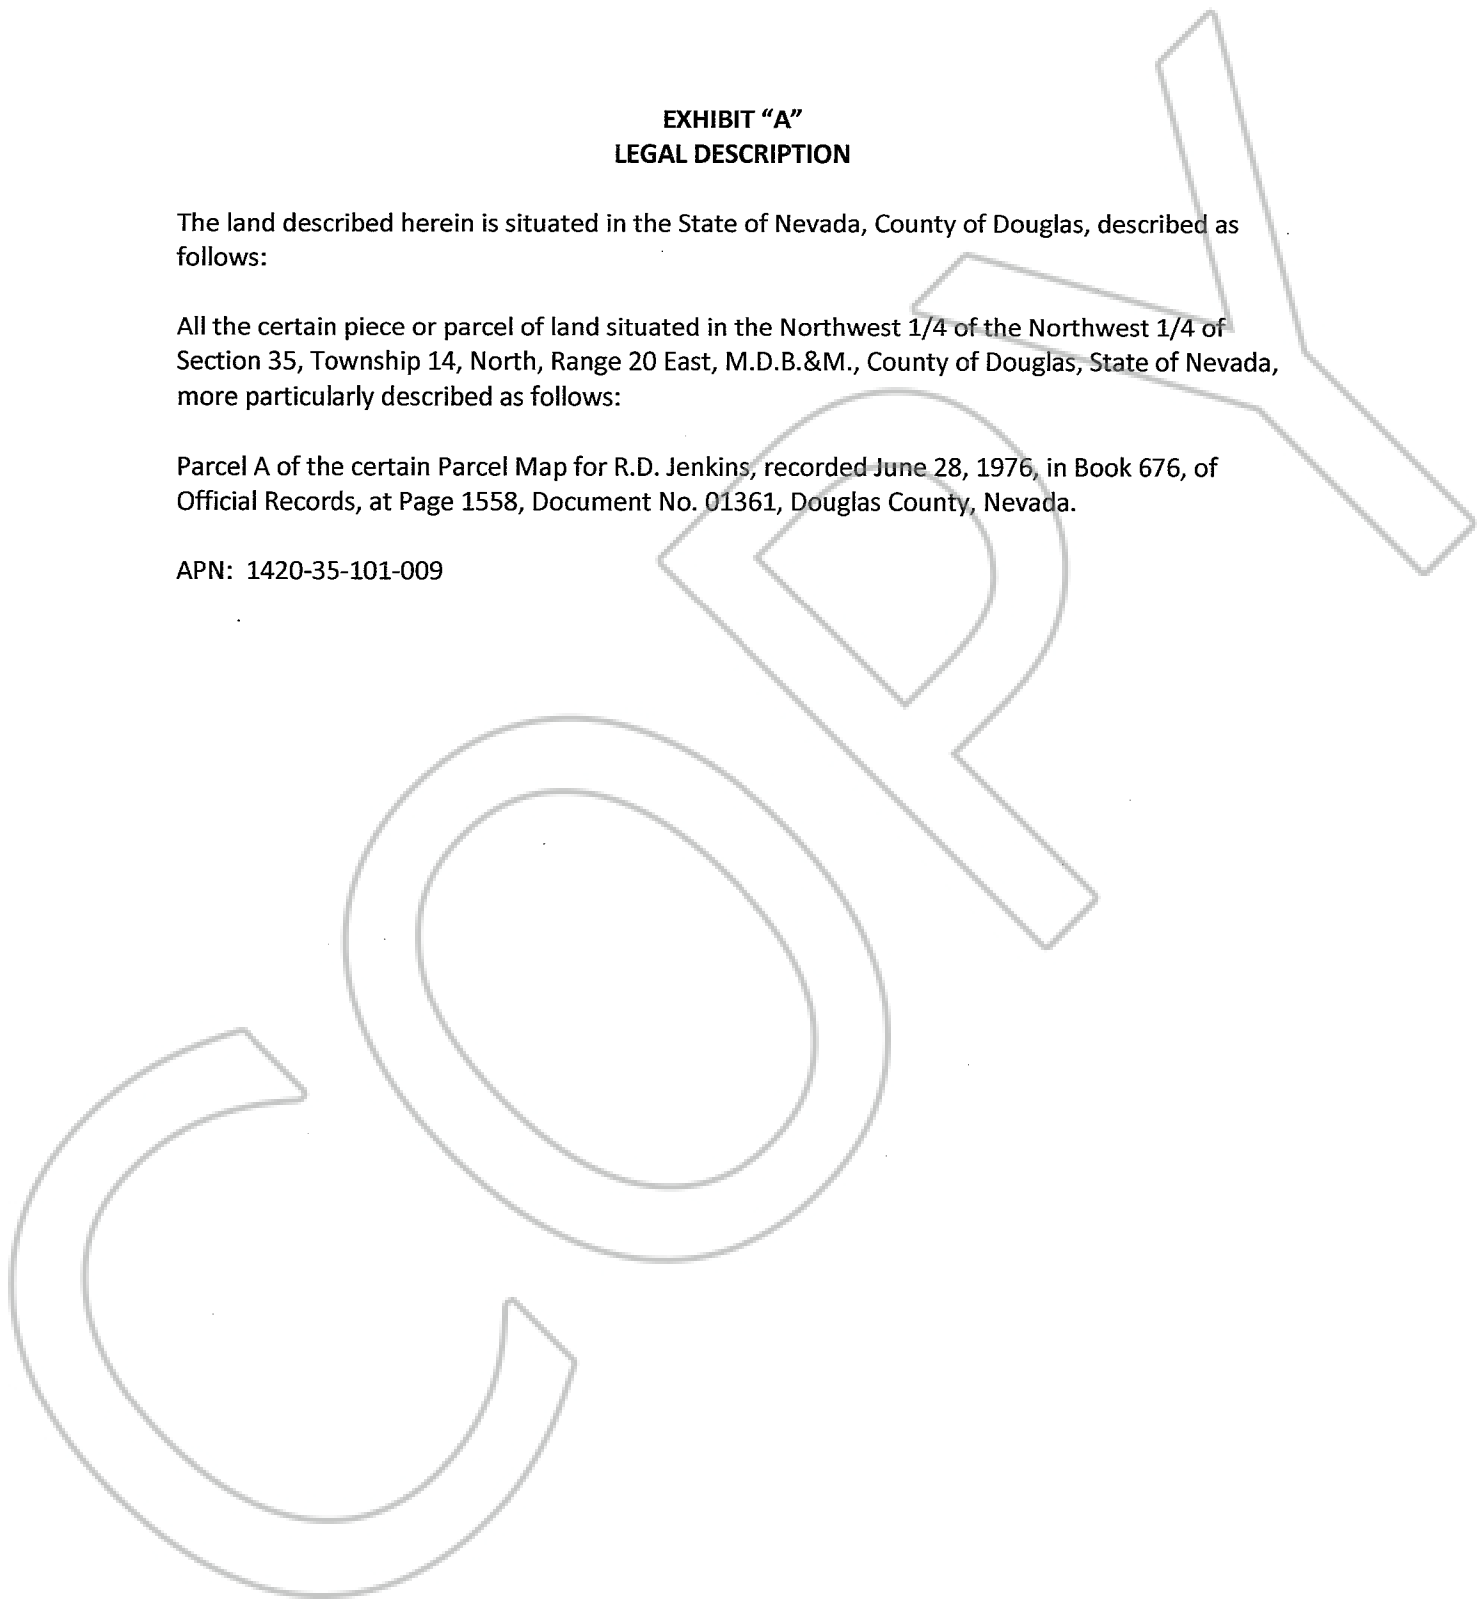 EXHIBIT “A”
LEGAL DESCRIPTION
The land described herein is situated in the State of Nevada, County of Douglas, described as
follows:
All the certain piece or parcel of land situated in the Northwest 1/4 of the Northwest 1/4 of
Section 35, Township 14, North, Range 20 East, M.D.B.&M., County of Douglas, State of Nevada,
more particularly described as follows:
Parcel A of the certain Parcel Map for R.D. Jenkins, recorded June 28, 1976, in Book 676, of
Official Records, at Page 1558, Document No. 01361, Douglas County, Nevada.
APN: 1420-35-101-009
COPY